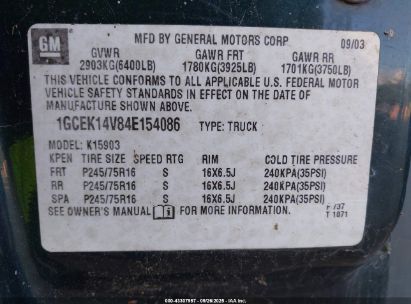 GM
MFD BY GENERAL MOTORS CORP 09/03
GVWR GAWR FRT GAWR RR
2903KG(6400LB) 1780KG(3925LB) 1701KG(3750LB)
THIS VEHICLE CONFORMS TO ALL APPLICABLE U.S. FEDERAL MOTOR
VEHICLE SAFETY STANDARDS IN EFFECT ON THE DATE OF
MANUFACTURE SHOWN ABOVE.
1GCEK14V84E154086 TYPE: TRUCK
MODEL: K15903
KPEN TIRE SIZE SPEED RTG RIM COLD TIRE PRESSURE
FRT P245/75R16 S 16X6.5J 240KPA(35PSI)
RR P245/75R16 S 16X6.5J 240KPA(35PSI)
SPA P245/75R16 S 16X6.5J 240KPA(35PSI)
SEE OWNER'S MANUAL FOR MORE INFORMATION.
F /37
T 1871